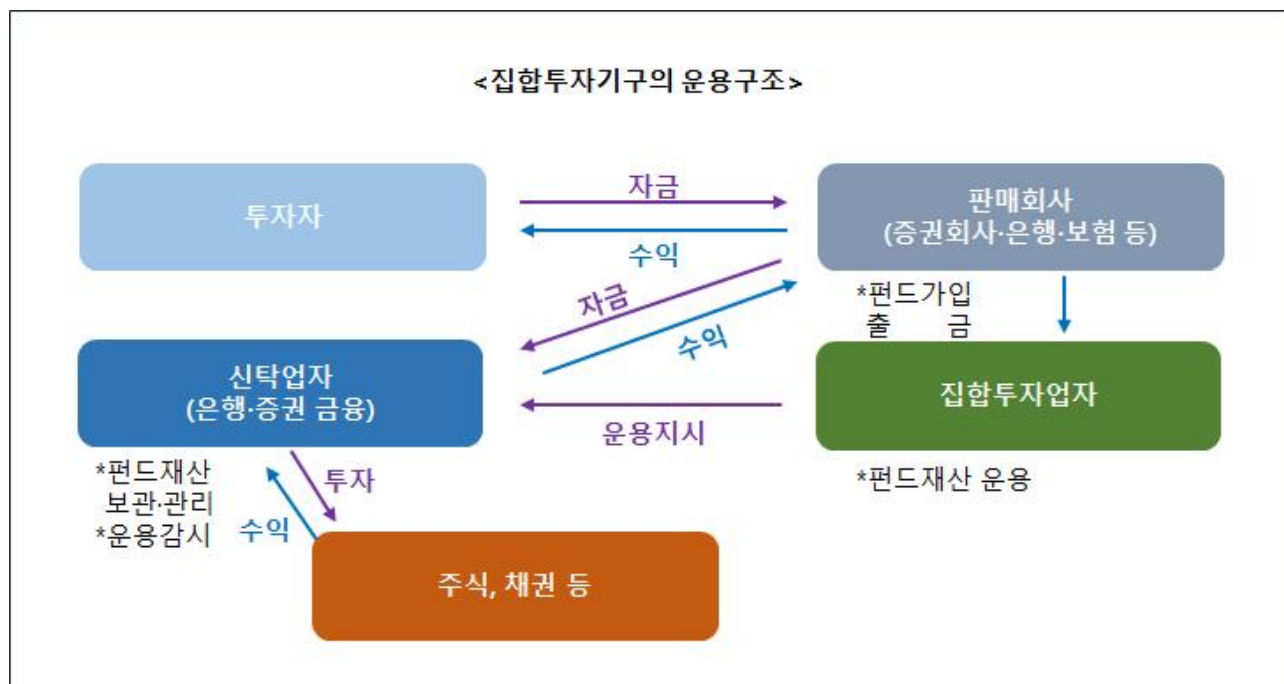 <집합투자기구의 운용구조>
투자자
자금
수익
판매회사
(증권회사·은행·보험 등)
자금
수익
*펀드가입
출 금
신탁업자
(은행·증권 금융)
운용지시
집합투자업자
*펀드재산
보관·관리
*운용감시
투자
수익
*펀드재산 운용
주식, 채권 등